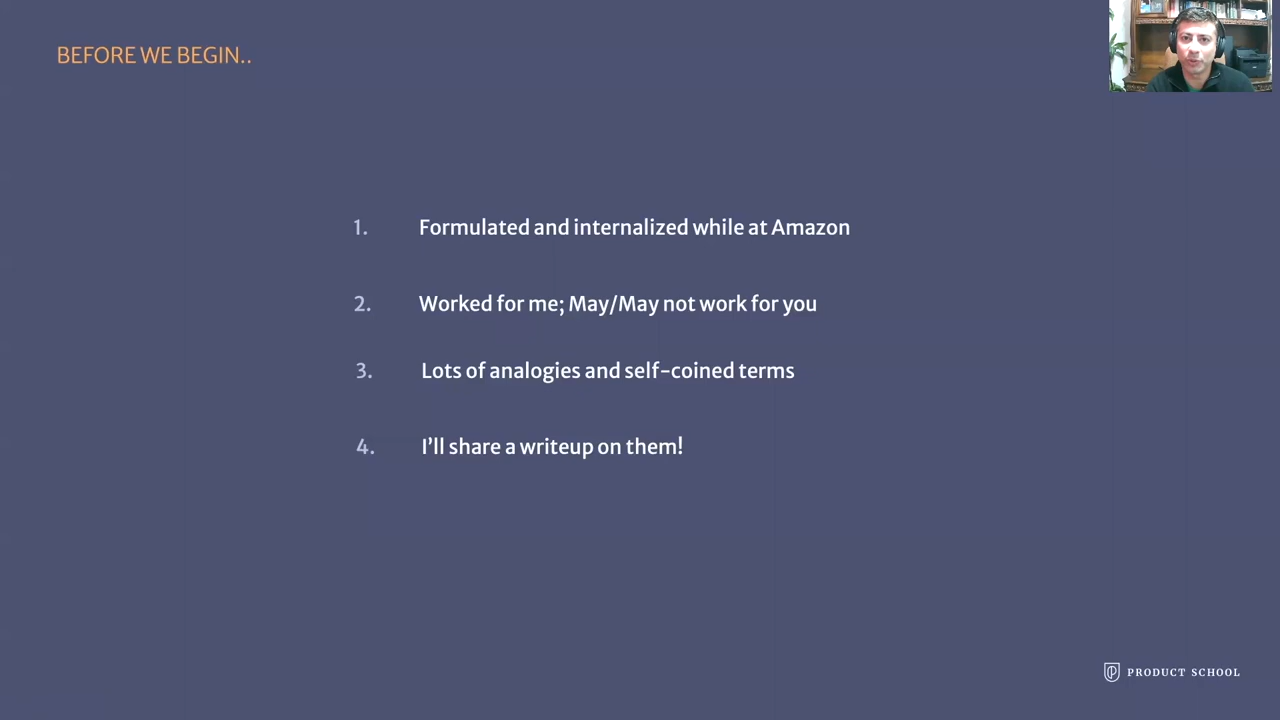 BEFORE WE BEGIN..
1. Formulated and internalized while at Amazon
2. Worked for me; May/May not work for you
3. Lots of analogies and self-coined terms
4. I’ll share a writeup on them!
PRODUCT SCHOOL